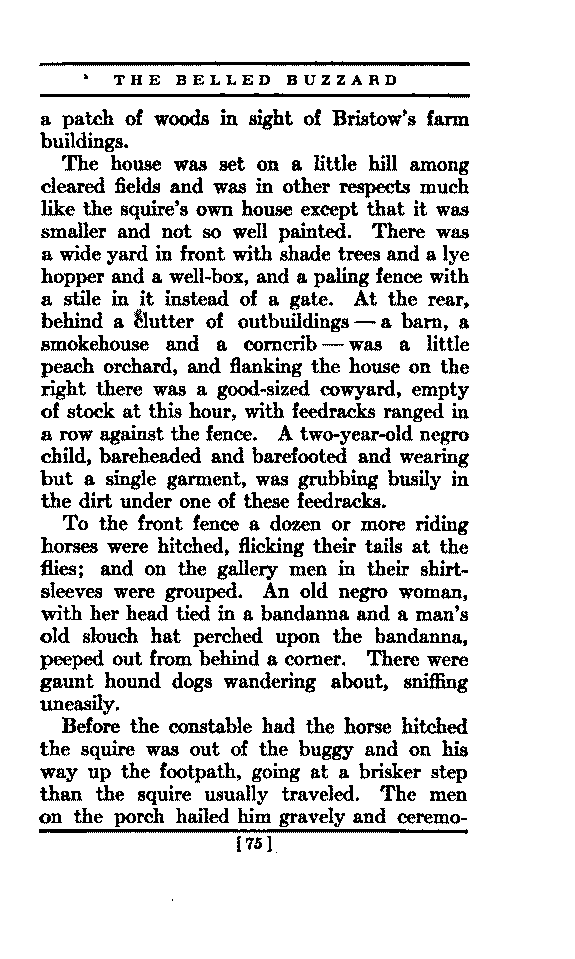 THE BELLED BUZZARD
a patch of woods in sight of Bristow's farm
buildings.
The house was set on a little hill among
cleared fields and was in other respects much
like the squire's own house except that it was
smaller and not so well painted. There was
a wide yard in front with shade trees and a lye
hopper and a well-box, and a paling fence with
a stile in it instead of a gate. At the rear,
behind a clutter of outbuildings — a barn, a
smokehouse and a corncrib — was a little
peach orchard, and flanking the house on the
right there was a good-sized cowyard, empty
of stock at this hour, with feedracks ranged in
a row against the fence. A two-year-old negro
child, bareheaded and barefooted and wearing
but a single garment, was grubbing busily in
the dirt under one of these feedracks.
To the front fence a dozen or more riding
horses were hitched, flicking their tails at the
flies; and on the gallery men in their shirt-
sleeves were grouped. An old negro woman,
with her head tied in a bandanna and a man's
old slouch hat perched upon the bandanna,
peeped out from behind a corner. There were
gaunt hound dogs wandering about, sniffing
uneasily.
Before the constable had the horse hitched
the squire was out of the buggy and on his
way up the footpath, going at a brisker step
than the squire usually traveled. The men
on the porch hailed him gravely and ceremo-
[75]